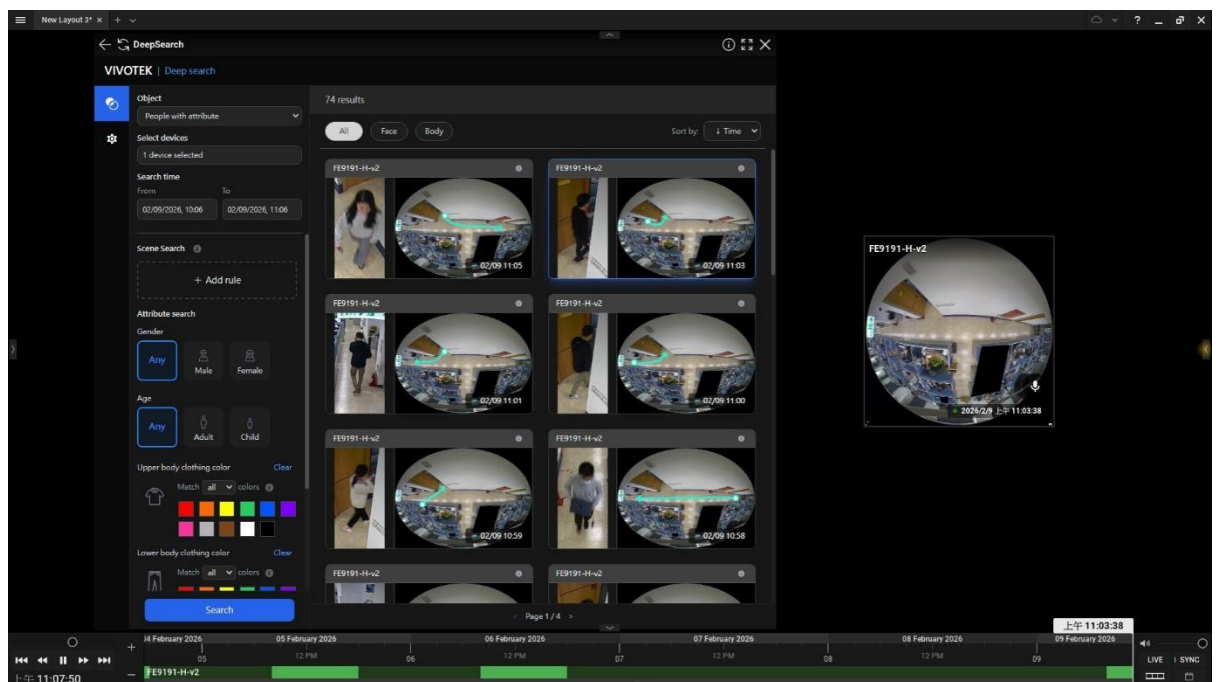 New Layout 3* × + ?
DeepSearch
VIVOTEK | Deep search
Object
People with attribute
Select devices
1 device selected
Search time
From To
02/09/2026, 10:06 02/09/2026, 11:06
Scene Search
+ Add rule
Attribute search
Gender
Any Male Female
Age
Any Adult Child
Upper body clothing color Clear
Match all colors
Lower body clothing color Clear
Match all colors
Search
74 results
All Face Body Sort by: ↓ Time
FE9191-H-v2 FE9191-H-v2
02/09 11:05 02/09 11:03
FE9191-H-v2 FE9191-H-v2
02/09 11:01 02/09 11:00
FE9191-H-v2 FE9191-H-v2
02/09 10:59 02/09 10:58
FE9191-H-v2 FE9191-H-v2
< Page 1 / 4 >
FE9191-H-v2
2026/2/9 上午 11:03:38
上午 11:03:38
04 February 2026 05 February 2026 06 February 2026 07 February 2026 08 February 2026 09 February 2026
05 12 PM 06 12 PM 07 12 PM 08 12 PM 09
LIVE SYNC
FE9191-H-v2
上午 11:07:50